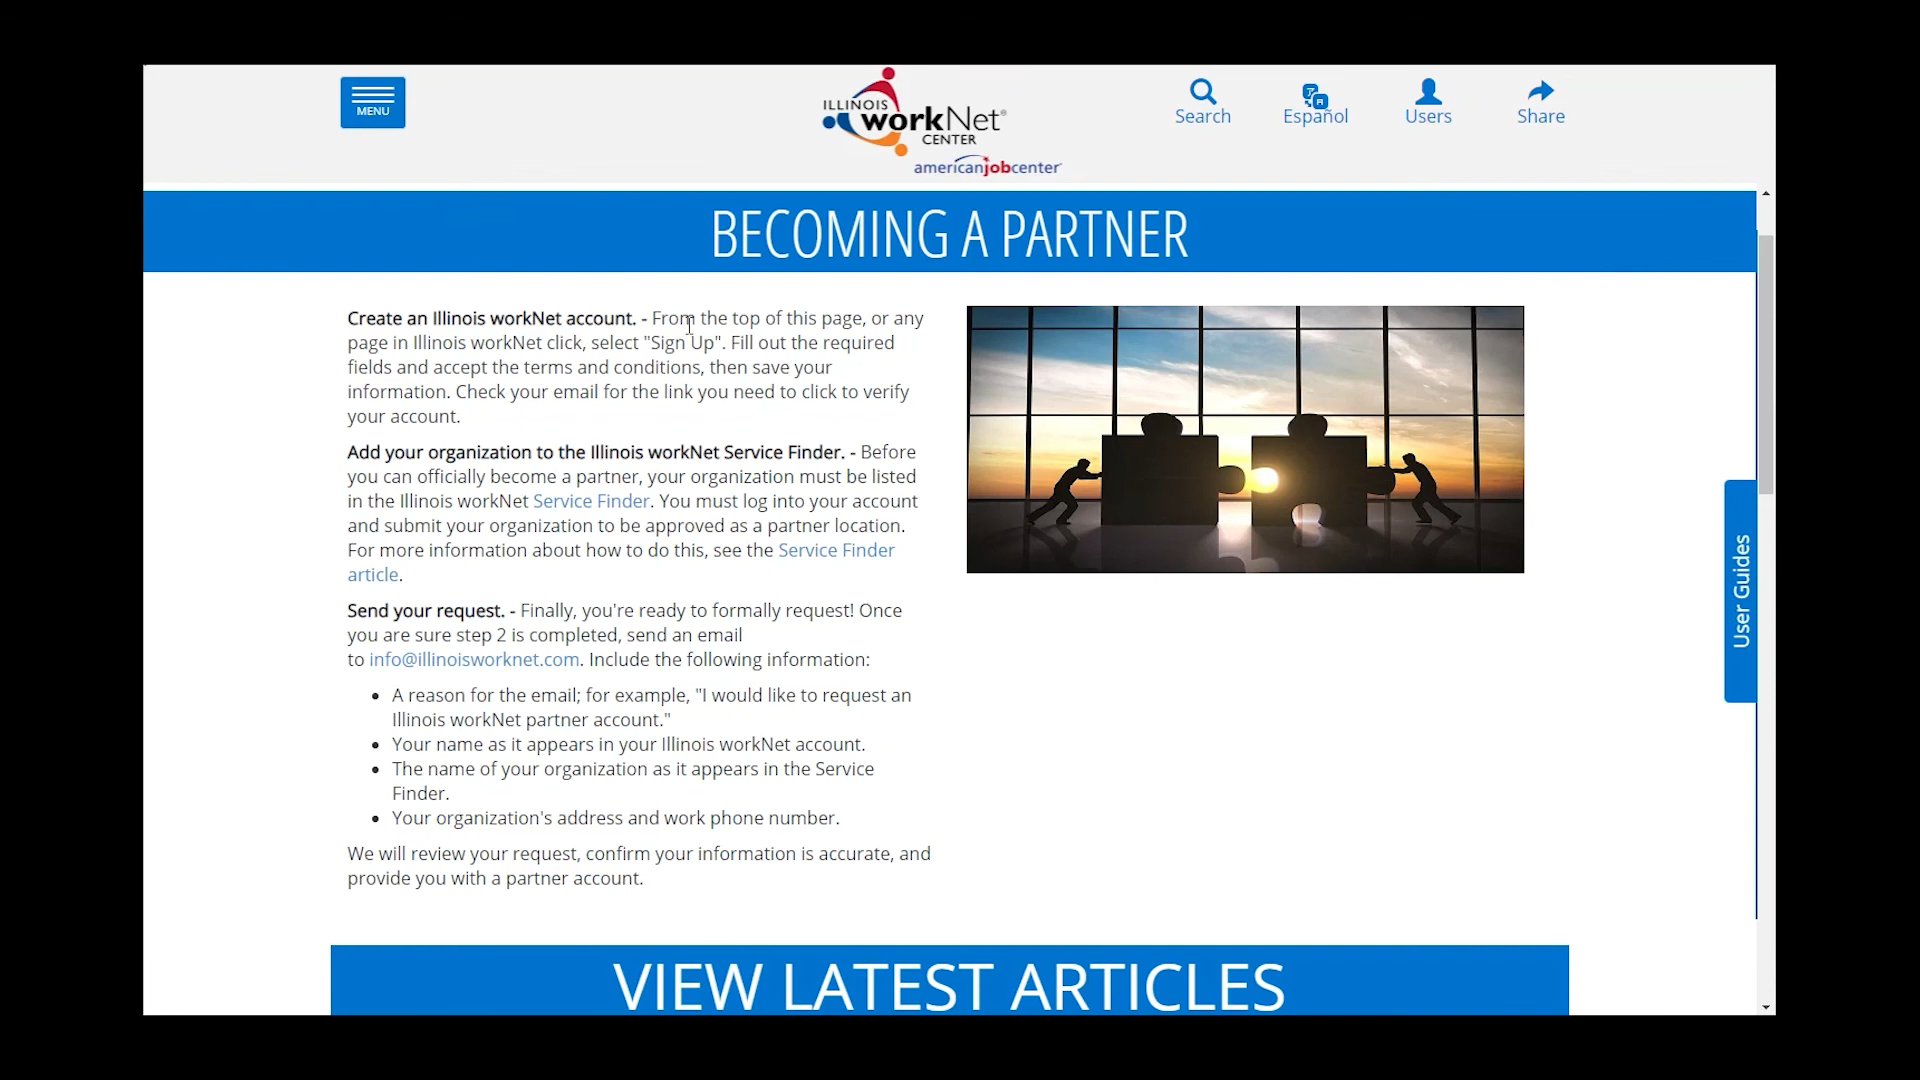 MENU
ILLINOIS
workNet®
CENTER
americanjobcenter
Search
Español
Users
Share
BECOMING A PARTNER
Create an Illinois workNet account. - From the top of this page, or any
page in Illinois workNet click, select "Sign Up". Fill out the required
fields and accept the terms and conditions, then save your
information. Check your email for the link you need to click to verify
your account.
Add your organization to the Illinois workNet Service Finder. - Before
you can officially become a partner, your organization must be listed
in the Illinois workNet Service Finder. You must log into your account
and submit your organization to be approved as a partner location.
For more information about how to do this, see the Service Finder
article.
Send your request. - Finally, you're ready to formally request! Once
you are sure step 2 is completed, send an email
to info@illinoisworknet.com. Include the following information:
• A reason for the email; for example, "I would like to request an
Illinois workNet partner account."
• Your name as it appears in your Illinois workNet account.
• The name of your organization as it appears in the Service
Finder.
• Your organization's address and work phone number.
We will review your request, confirm your information is accurate, and
provide you with a partner account.
User Guides
VIEW LATEST ARTICLES